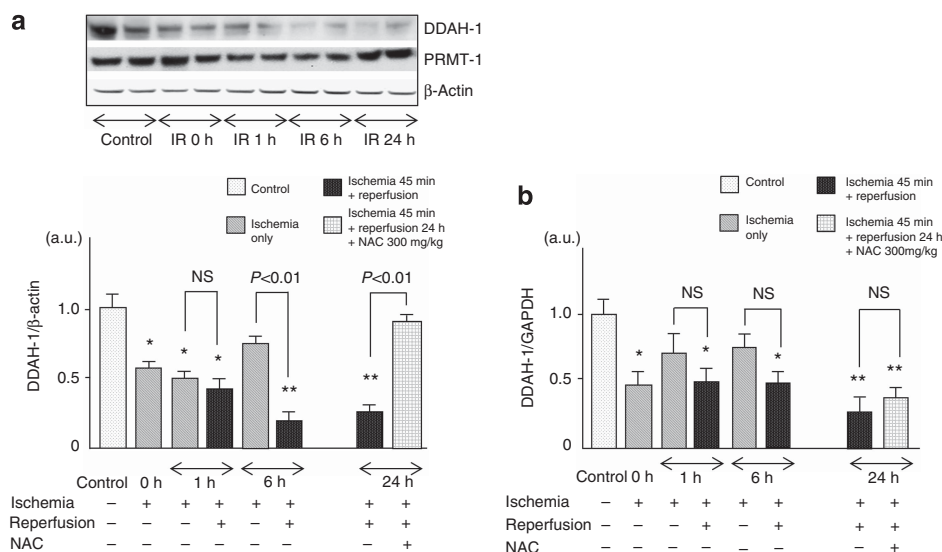 a
DDAH-1
PRMT-1
β-Actin
Control IR 0 h IR 1 h IR 6 h IR 24 h
Control
Ischemia 45 min
+ reperfusion
Ischemia
only
Ischemia 45 min
+ reperfusion 24 h
+ NAC 300 mg/kg
(a.u.)
DDAH-1/β-actin
1.0
0.5
0
* * * NS P<0.01 ** P<0.01 **
Control 0 h 1 h 6 h 24 h
Ischemia – + + + + + + +
Reperfusion – – – + – + + +
NAC – – – – – – – +
b
Control
Ischemia 45 min
+ reperfusion
Ischemia
only
Ischemia 45 min
+ reperfusion 24 h
+ NAC 300mg/kg
(a.u.)
DDAH-1/GAPDH
1.0
0.5
0
* NS * NS * NS ** **
Control 0 h 1 h 6 h 24 h
Ischemia – + + + + + + +
Reperfusion – – – + – + + +
NAC – – – – – – – +